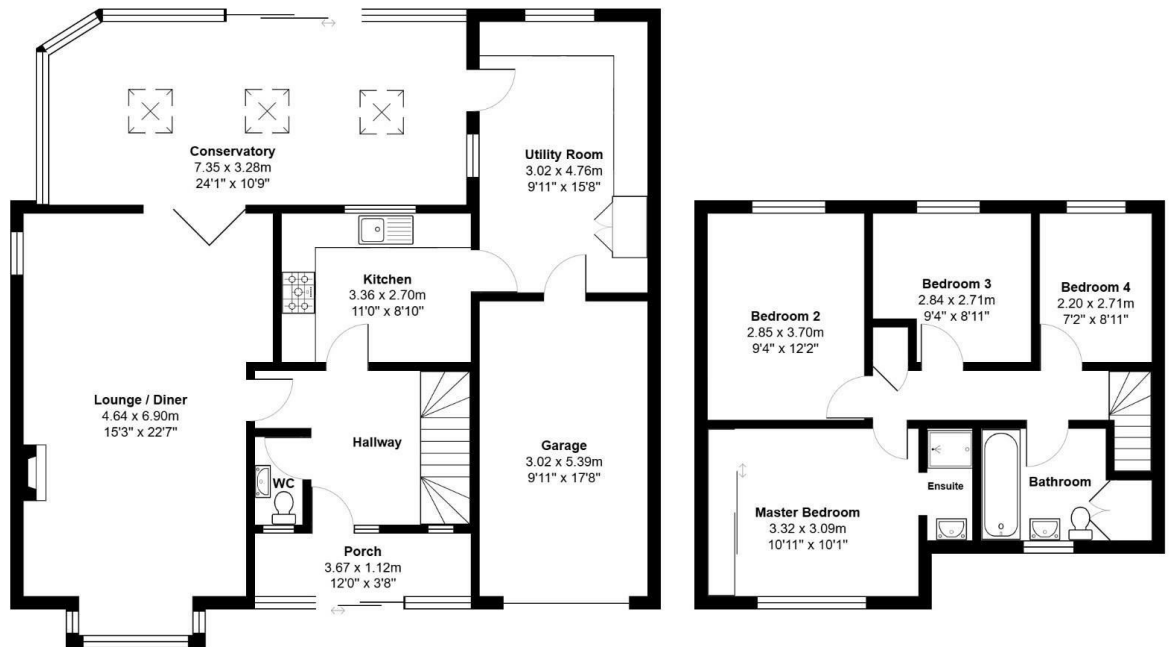 Conservatory
7.35 x 3.28m
24'1" x 10'9"
Utility Room
3.02 x 4.76m
9'11" x 15'8"
Kitchen
3.36 x 2.70m
11'0" x 8'10"
Lounge / Diner
4.64 x 6.90m
15'3" x 22'7"
Hallway
WC
Garage
3.02 x 5.39m
9'11" x 17'8"
Porch
3.67 x 1.12m
12'0" x 3'8"
Bedroom 2
2.85 x 3.70m
9'4" x 12'2"
Bedroom 3
2.84 x 2.71m
9'4" x 8'11"
Bedroom 4
2.20 x 2.71m
7'2" x 8'11"
Master Bedroom
3.32 x 3.09m
10'11" x 10'1"
Ensuite
Bathroom